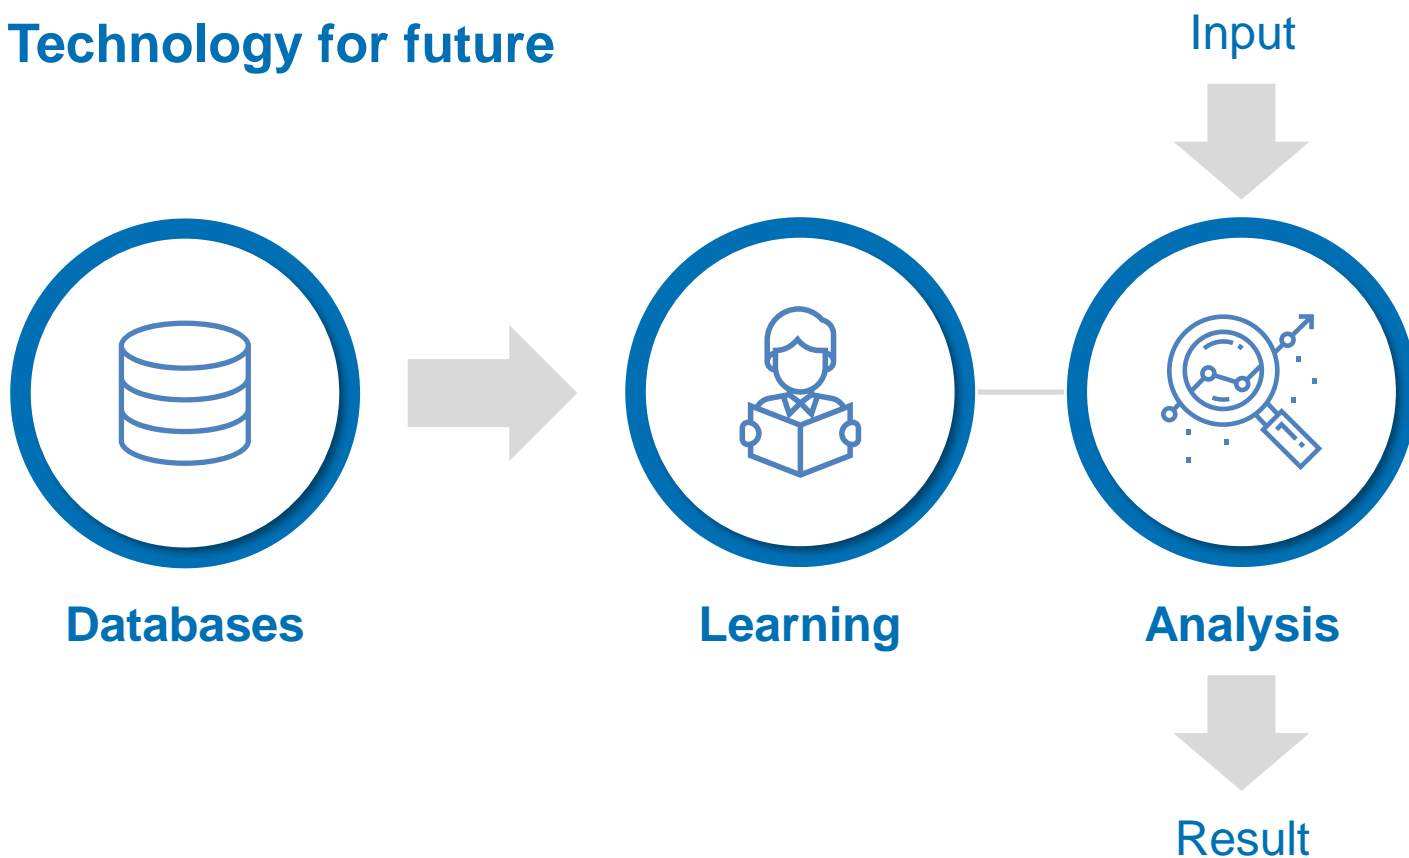 Technology for future
Input
Databases
Learning
Analysis
Result